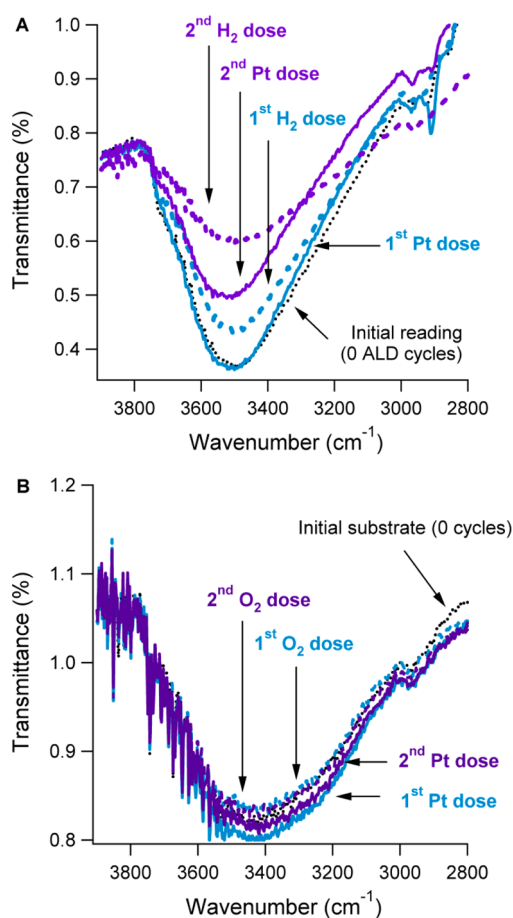 A
2nd H2 dose
2nd Pt dose
1st H2 dose
1st Pt dose
Initial reading
(0 ALD cycles)
1.0
0.9
0.8
0.7
0.6
0.5
0.4
Transmittance (%)
3800 3600 3400 3200 3000 2800
Wavenumber (cm-1)
B
Initial substrate (0 cycles)
2nd O2 dose
1st O2 dose
2nd Pt dose
1st Pt dose
1.2
1.1
1.0
0.9
0.8
Transmittance (%)
3800 3600 3400 3200 3000 2800
Wavenumber (cm-1)